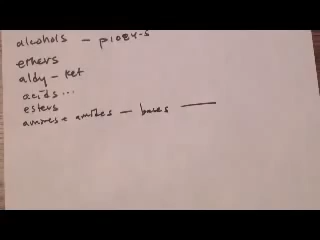 alcohols —
ethers
aldy - ket
acids...
esters
amines + amides — bases —